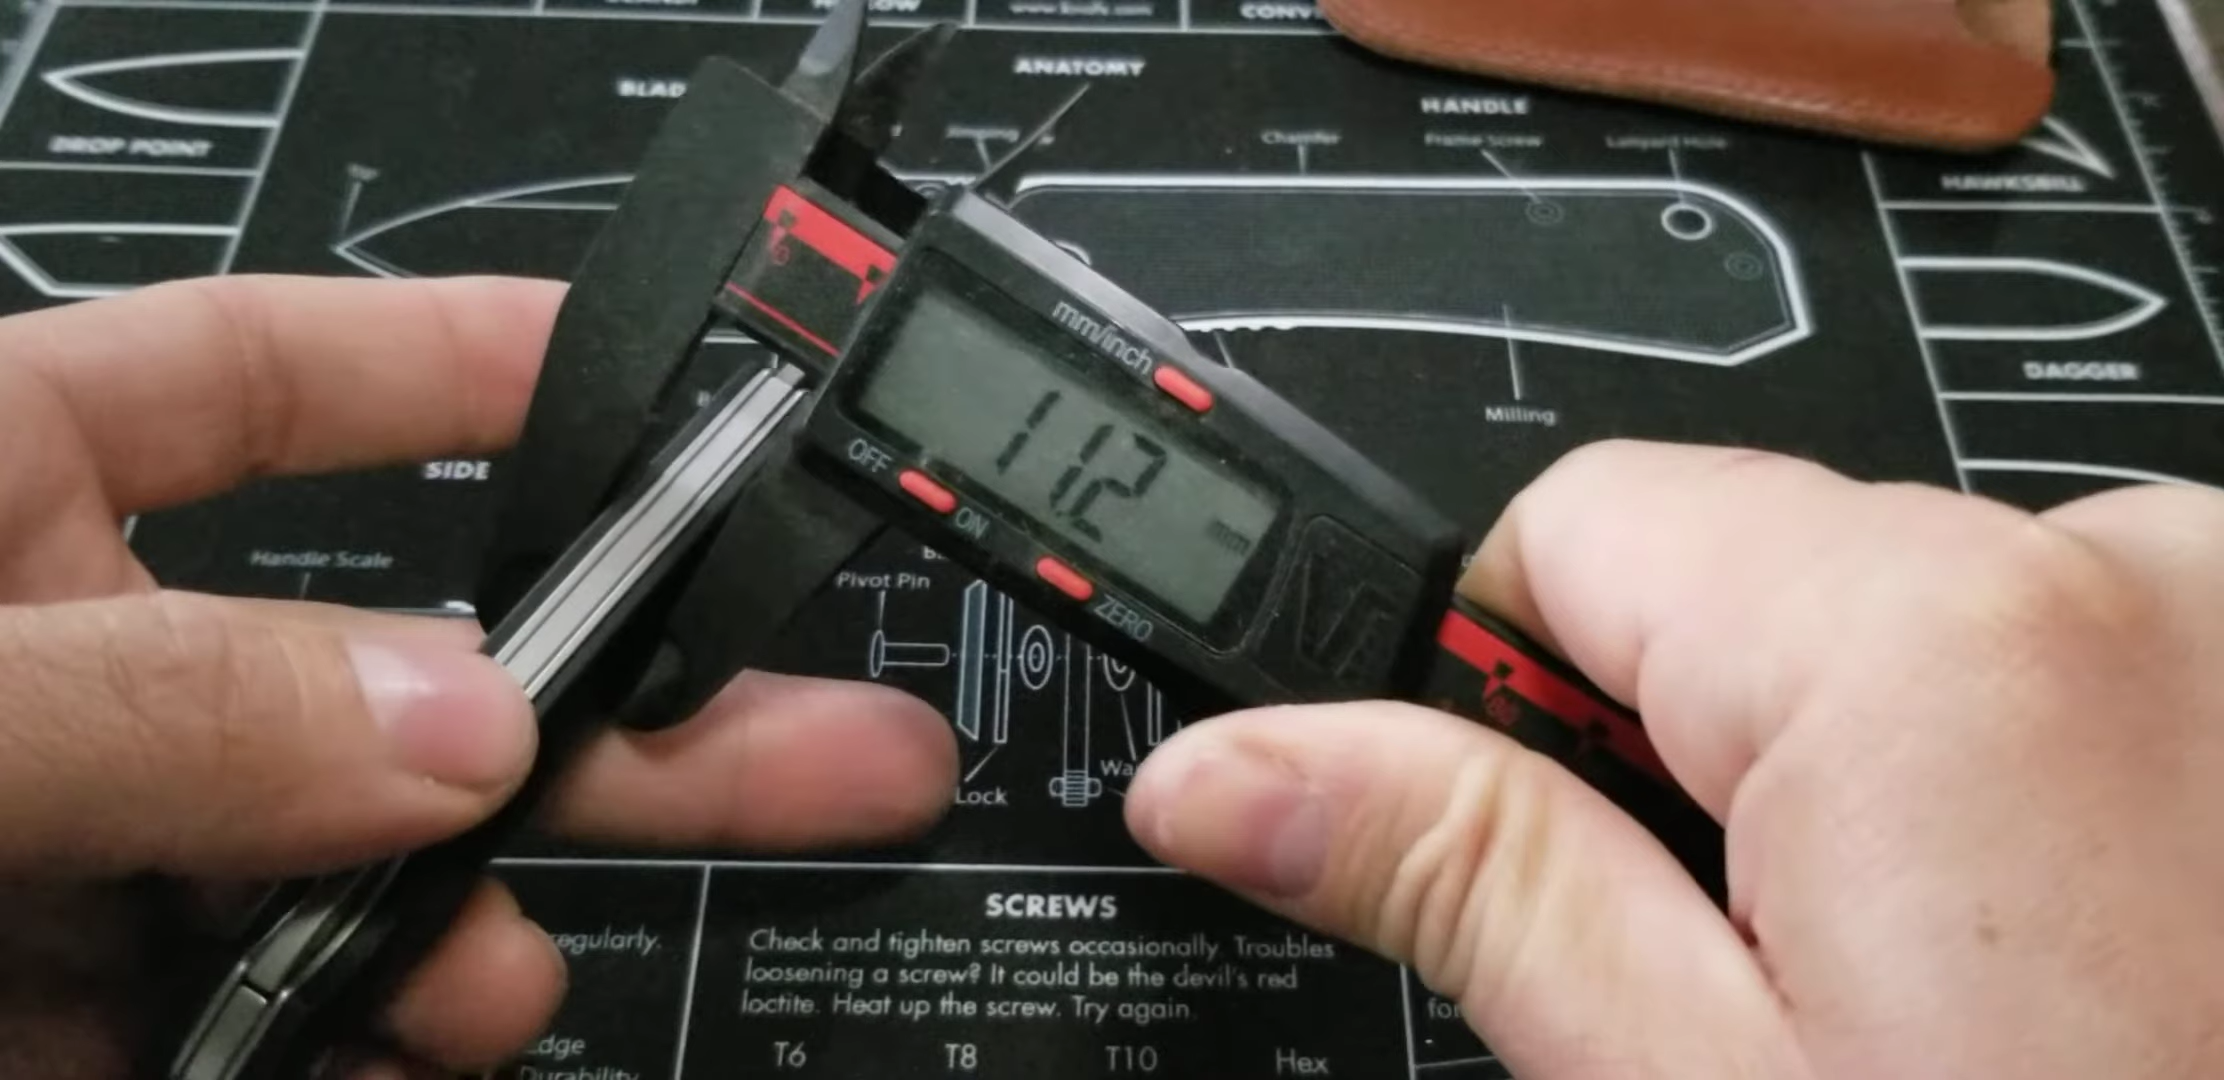 ANATOMY
HANDLE
Chamfer
Frame Screw
Lanyard Hole
DROP POINT
HAWKSBILL
mm/inch
DAGGER
Milling
11.2
mm
OFF
ON
ZERO
SIDE
Handle Scale
Pivot Pin
Lock
SCREWS
regularly.
Check and tighten screws occasionally. Troubles
loosening a screw? It could be the devil's red
loctite. Heat up the screw. Try again.
T6
T8
T10
Hex
Durability